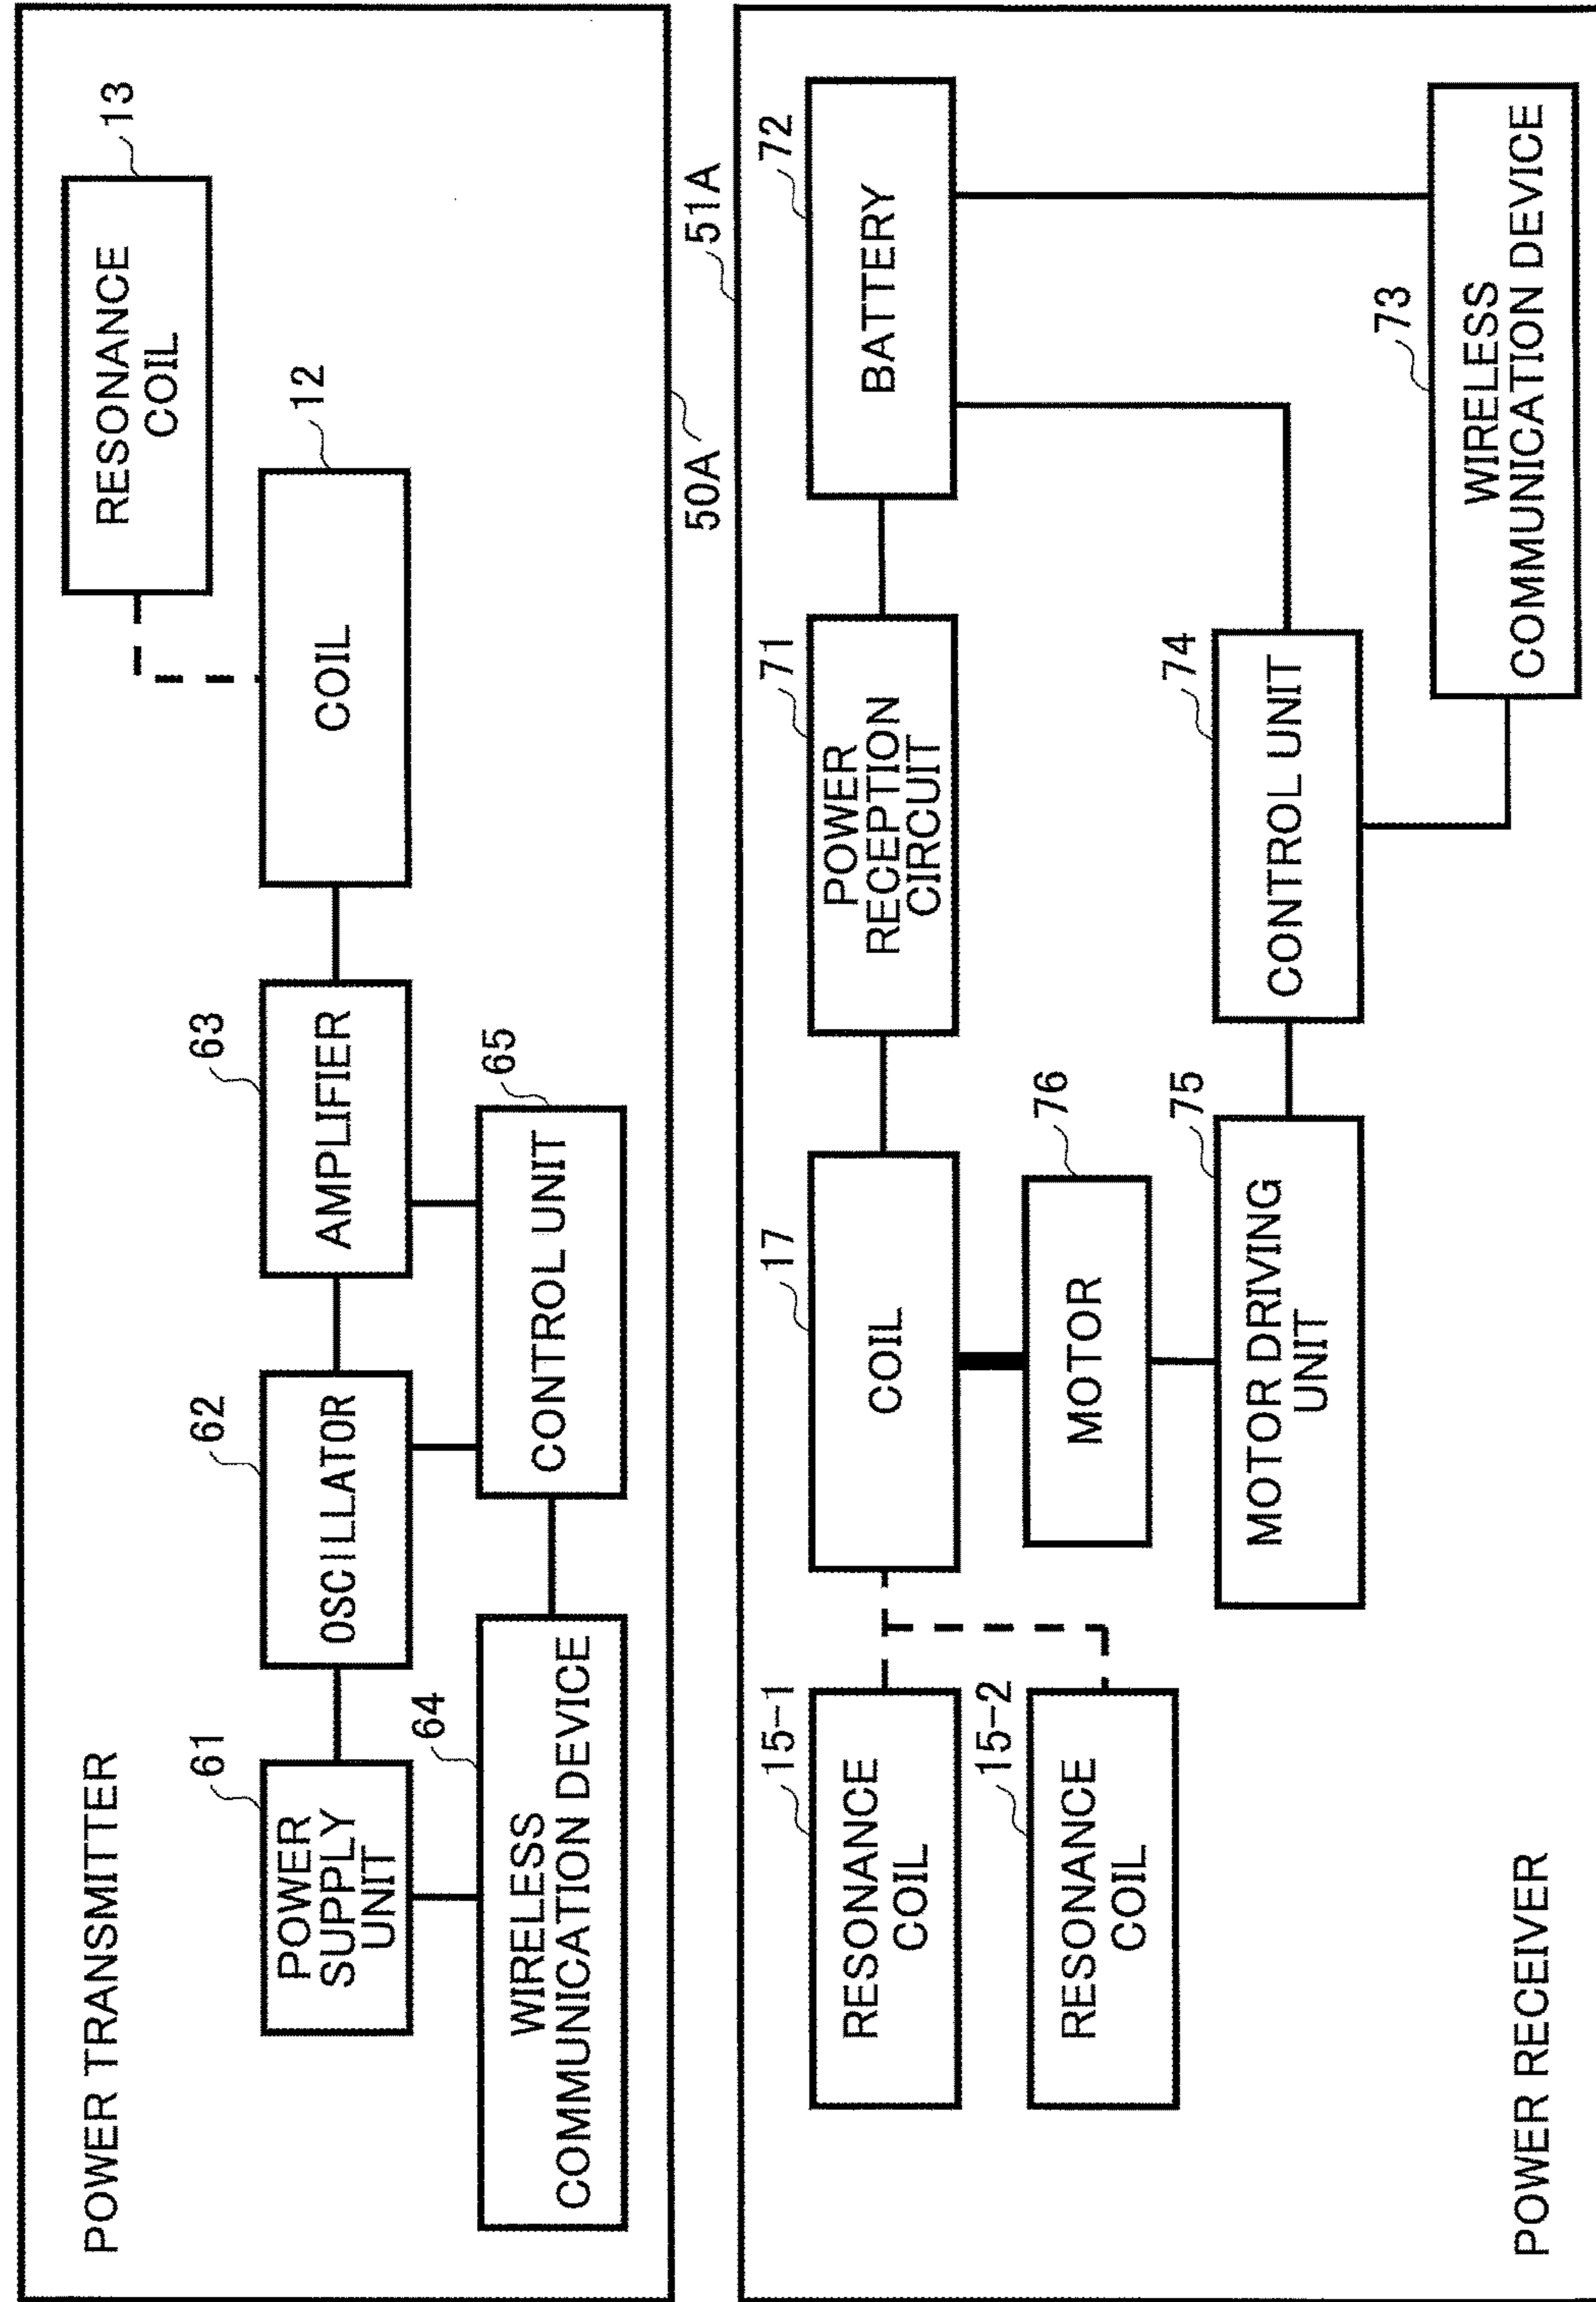 POWER TRANSMITTER
61
POWER
SUPPLY
UNIT
62
OSCILLATOR
63
AMPLIFIER
12
COIL
13
RESONANCE
COIL
64
WIRELESS
COMMUNICATION DEVICE
65
CONTROL UNIT
50A
51A
15-1
RESONANCE
COIL
15-2
RESONANCE
COIL
17
COIL
71
POWER
RECEPTION
CIRCUIT
72
BATTERY
76
MOTOR
75
MOTOR DRIVING
UNIT
74
CONTROL UNIT
73
WIRELESS
COMMUNICATION DEVICE
POWER RECEIVER